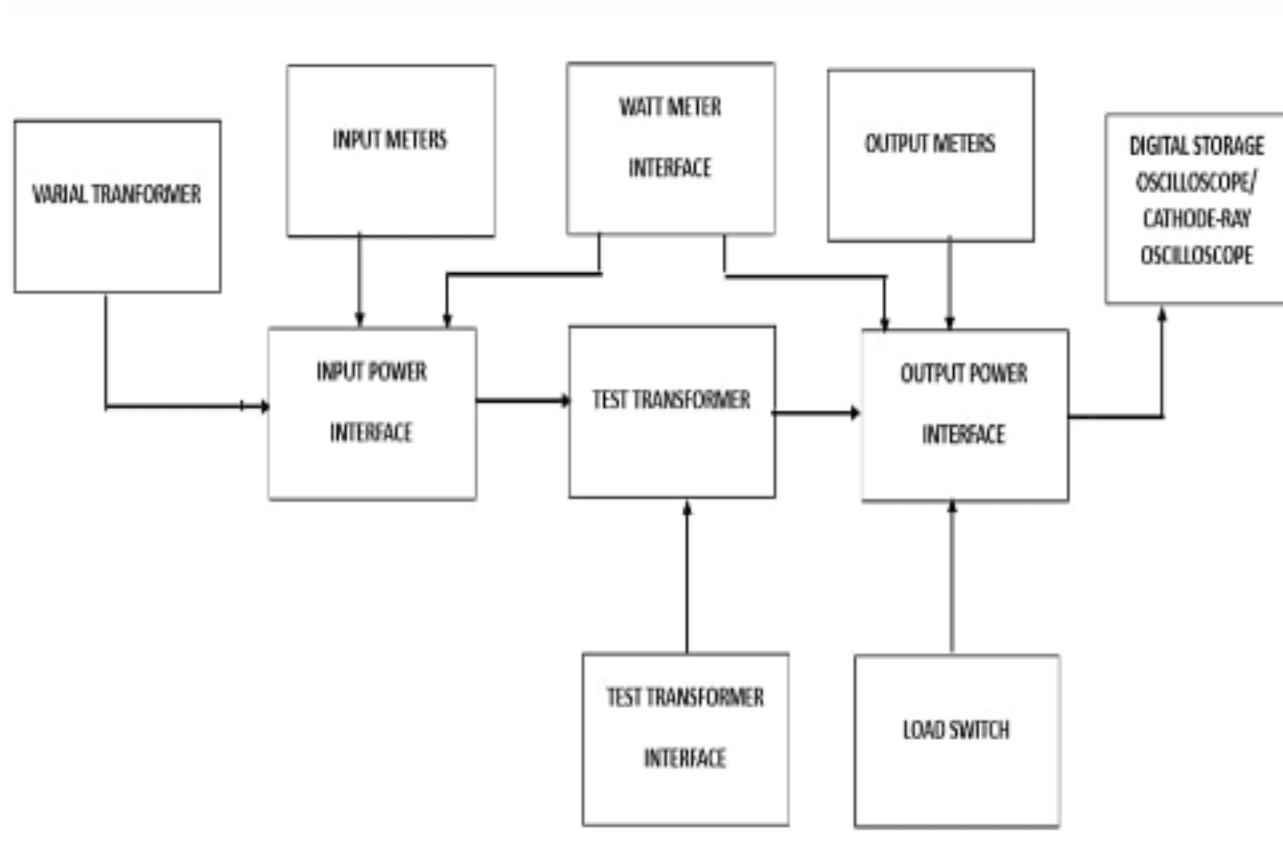 VARIAL TRANFORMER
INPUT METERS
WATT METER
INTERFACE
OUTPUT METERS
DIGITAL STORAGE
OSCILLOSCOPE/
CATHODE-RAY
OSCILLOSCOPE
INPUT POWER
INTERFACE
TEST TRANSFORMER
OUTPUT POWER
INTERFACE
TEST TRANSFORMER
INTERFACE
LOAD SWITCH